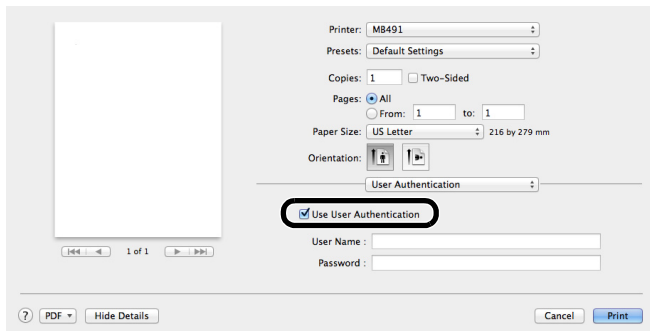 Printer: MB491
Presets: Default Settings
Copies: 1 Two-Sided
Pages: All
From: 1 to: 1
Paper Size: US Letter 216 by 279 mm
Orientation:
User Authentication
Use User Authentication
User Name :
Password :
1 of 1
? PDF Hide Details Cancel Print